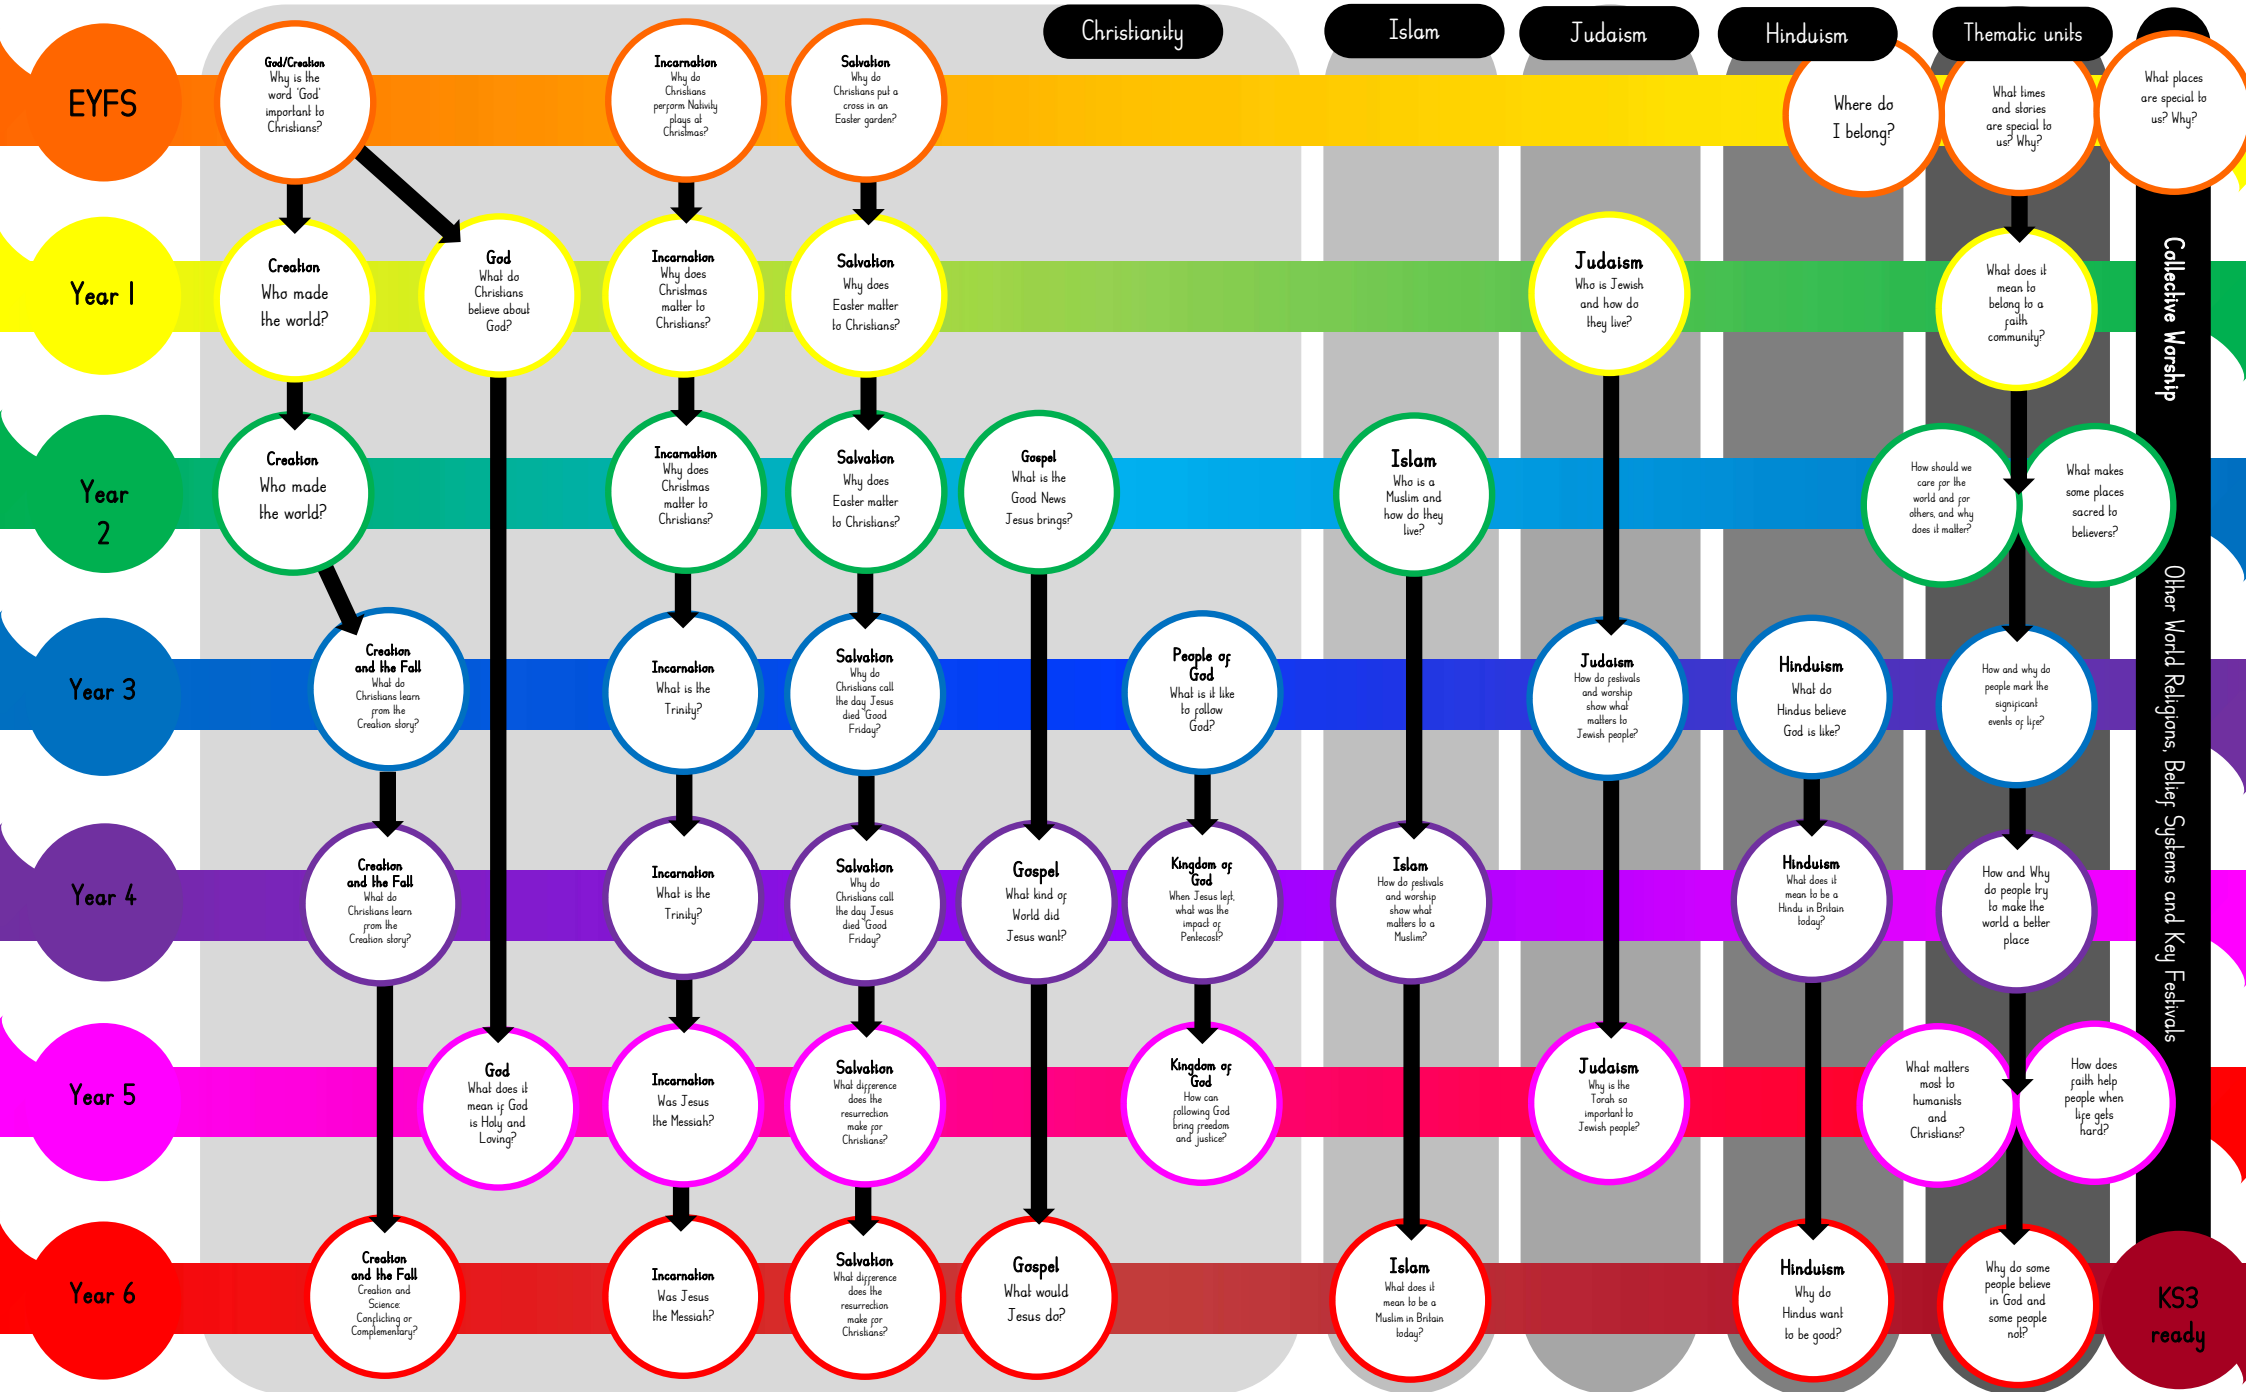 Christianity
Islam
Judaism
Hinduism
Thematic units
EYFS
God/Creation
Why is the
word 'God'
important to
Christians?
Incarnation
Why do
Christians
perform Nativity
plays at
Christmas?
Salvation
Why do
Christians put a
cross in an
Easter garden?
Where do
I belong?
What times
and stories
are special to
us? Why?
What places
are special to
us? Why?
Year 1
Creation
Who made
the world?
God
What do
Christians
believe about
God?
Incarnation
Why does
Christmas
matter to
Christians?
Salvation
Why does
Easter matter
to Christians?
Judaism
Who is Jewish
and how do
they live?
What does it
mean to
belong to a
faith
community?
Collective Worship
Year
2
Creation
Who made
the world?
Incarnation
Why does
Christmas
matter to
Christians?
Salvation
Why does
Easter matter
to Christians?
Gospel
What is the
Good News
Jesus brings?
Islam
Who is a
Muslim and
how do they
live?
How should we
care for the
world and for
others, and why
does it matter?
What makes
some places
sacred to
believers?
Other World Religions, Belief Systems and Key Festivals
Year 3
Creation
and the Fall
What do
Christians learn
from the
Creation story?
Incarnation
What is the
Trinity?
Salvation
Why do
Christians call
the day Jesus
died 'Good
Friday?
People of
God
What is it like
to follow
God?
Judaism
How do festivals
and worship
show what
matters to
Jewish people?
Hinduism
What do
Hindus believe
God is like?
How and why do
people mark the
significant
events of life?
Year 4
Creation
and the Fall
What do
Christians learn
from the
Creation story?
Incarnation
What is the
Trinity?
Salvation
Why do
Christians call
the day Jesus
died 'Good
Friday?
Gospel
What kind of
World did
Jesus want?
Kingdom of
God
When Jesus left,
what was the
impact of
Pentecost?
Islam
How do festivals
and worship
show what
matters to a
Muslim?
Hinduism
What does it
mean to be a
Hindu in Britain
today?
How and Why
do people try
to make the
world a better
place
Year 5
God
What does it
mean if God
is Holy and
Loving?
Incarnation
Was Jesus
the Messiah?
Salvation
What difference
does the
resurrection
make for
Christians?
Kingdom of
God
How can
following God
bring freedom
and justice?
Judaism
Why is the
Torah so
important to
Jewish people?
What matters
most to
humanists
and
Christians?
How does
faith help
people when
life gets
hard?
Year 6
Creation
and the Fall
Creation and
Science:
Conflicting or
Complementary?
Incarnation
Was Jesus
the Messiah?
Salvation
What difference
does the
resurrection
make for
Christians?
Gospel
What would
Jesus do?
Islam
What does it
mean to be a
Muslim in Britain
today?
Hinduism
Why do
Hindus want
to be good?
Why do some
people believe
in God and
some people
not?
KS3
ready